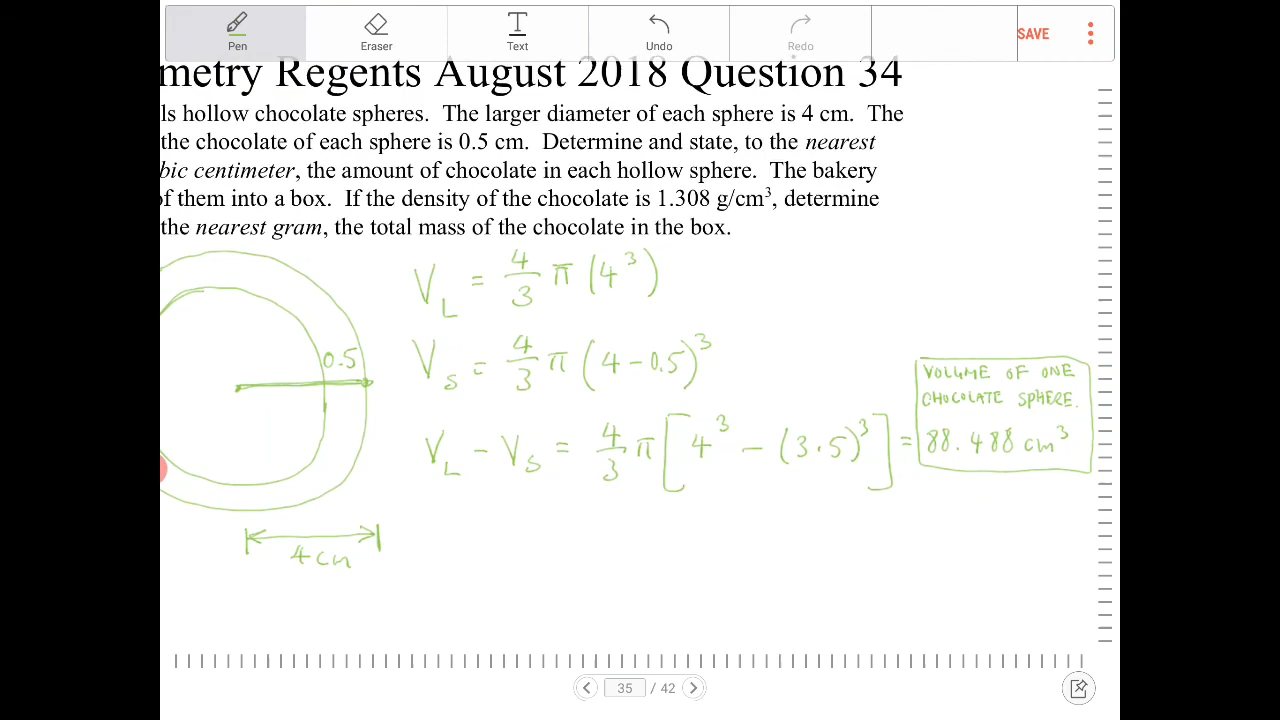 Pen Eraser Text Undo Redo SAVE
metry Regents August 2018 Question 34
ls hollow chocolate spheres. The larger diameter of each sphere is 4 cm. The
the chocolate of each sphere is 0.5 cm. Determine and state, to the nearest
bic centimeter, the amount of chocolate in each hollow sphere. The bakery
of them into a box. If the density of the chocolate is 1.308 g/cm³, determine
the nearest gram, the total mass of the chocolate in the box.
V_L = 4/3 π (4³)
0.5
V_S = 4/3 π (4 - 0.5)³
VOLUME OF ONE
CHOCOLATE SPHERE.
V_L - V_S = 4/3 π [4³ - (3.5)³] = 88.488 cm³
4 cm
35 / 42